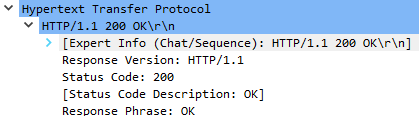 Hypertext Transfer Protocol
HTTP/1.1 200 OK\r\n
[Expert Info (Chat/Sequence): HTTP/1.1 200 OK\r\n]
Response Version: HTTP/1.1
Status Code: 200
[Status Code Description: OK]
Response Phrase: OK